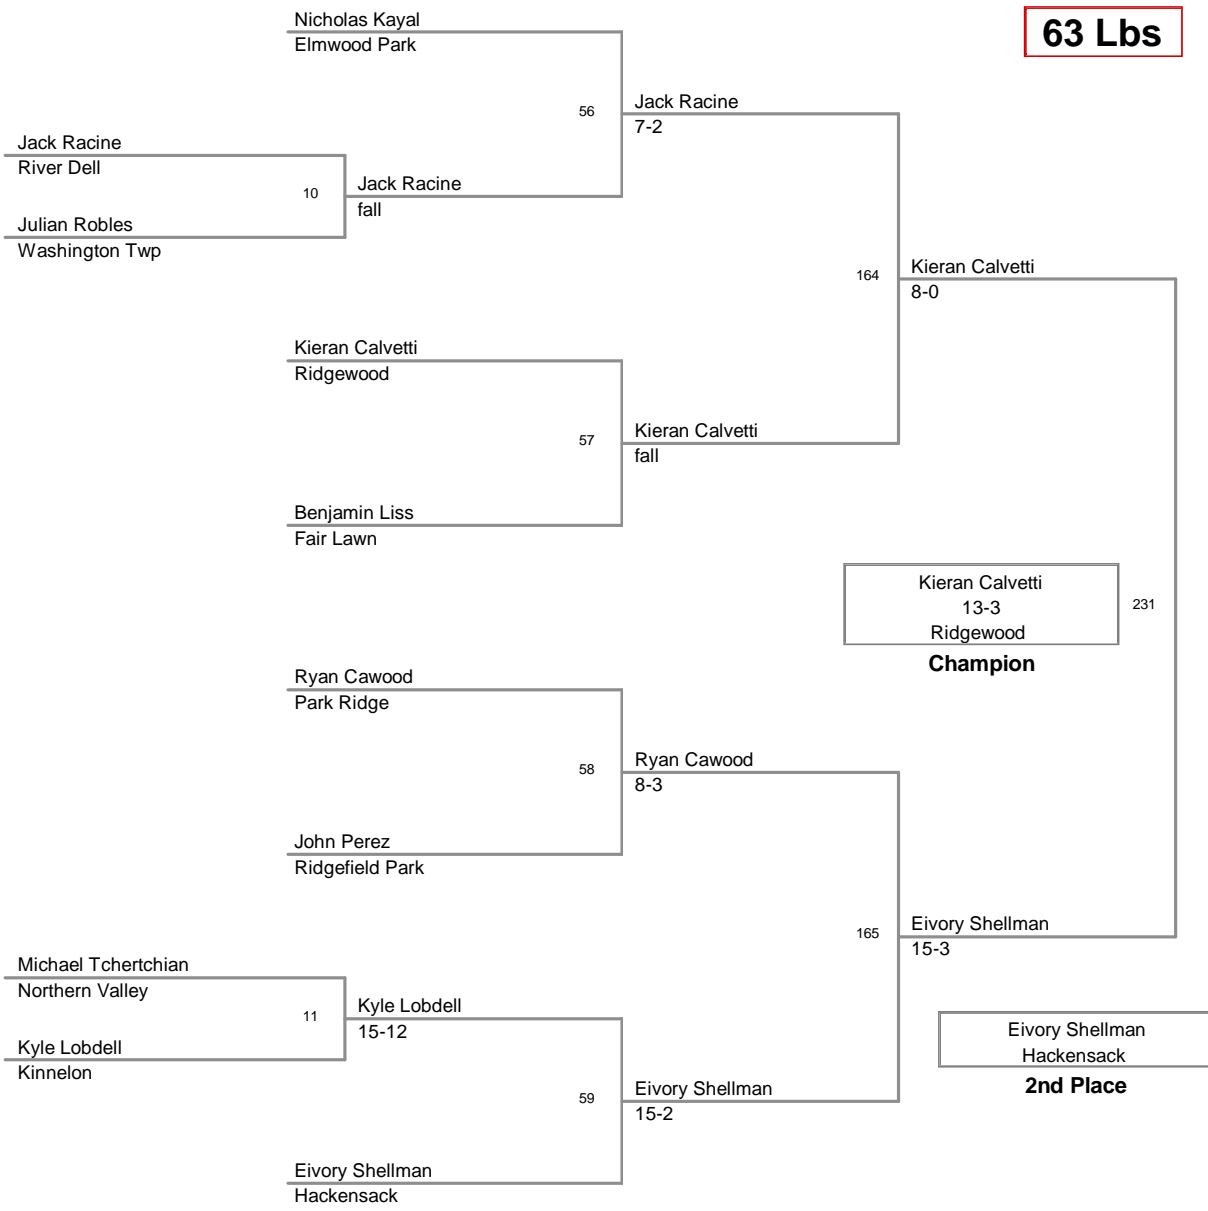 63 Lbs
Nicholas Kayal
Elmwood Park
56
Jack Racine
7-2
Jack Racine
River Dell
10
Jack Racine
fall
Julian Robles
Washington Twp
164
Kieran Calvetti
8-0
Kieran Calvetti
Ridgewood
57
Kieran Calvetti
fall
Benjamin Liss
Fair Lawn
Kieran Calvetti
13-3
Ridgewood
231
Champion
Ryan Cawood
Park Ridge
58
Ryan Cawood
8-3
John Perez
Ridgefield Park
165
Eivory Shellman
15-3
Michael Tchertchian
Northern Valley
11
Kyle Lobdell
15-12
Kyle Lobdell
Kinnelon
Eivory Shellman
Hackensack
2nd Place
59
Eivory Shellman
15-2
Eivory Shellman
Hackensack